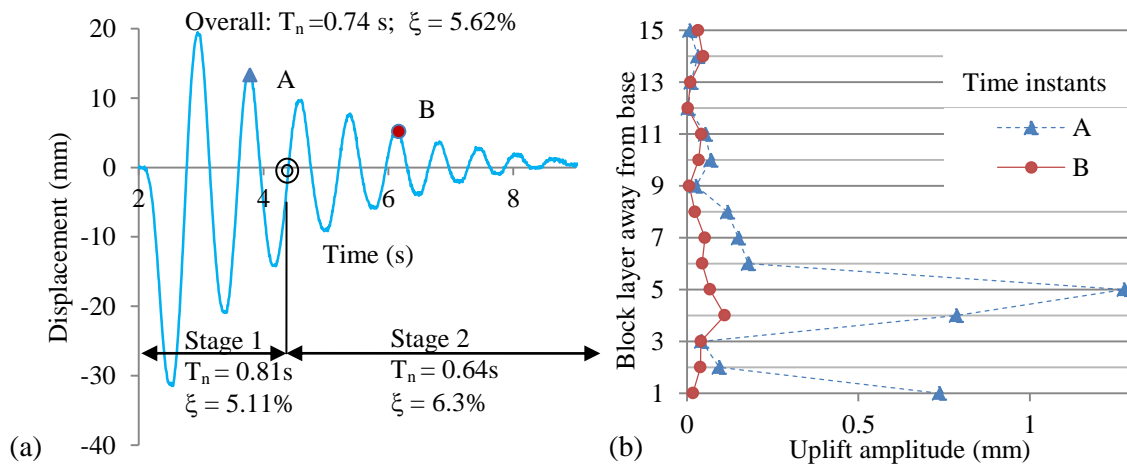 Overall: Tn =0.74 s; ξ = 5.62%
20
10
0
-10
-20
-30
-40
2
4
6
8
A
B
Displacement (mm)
Time (s)
Stage 1
Tn = 0.81s
ξ = 5.11%
Stage 2
Tn = 0.64s
ξ = 6.3%
(a)
15
13
11
9
7
5
3
1
Block layer away from base
Time instants
A
B
0
0.5
1
Uplift amplitude (mm)
(b)